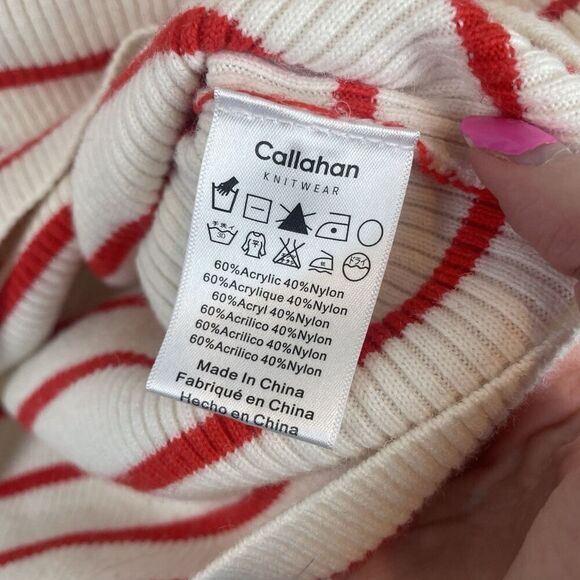 Callahan
KNITWEAR
60%Acrylic 40%Nylon
60%Acrylique 40%Nylon
60%Acryl 40%Nylon
60%Acrilico 40%Nylon
60%Acrilico 40%Nylon
60%Acrilico 40%Nylon
Made In China
Fabriqué en China
Hecho en China